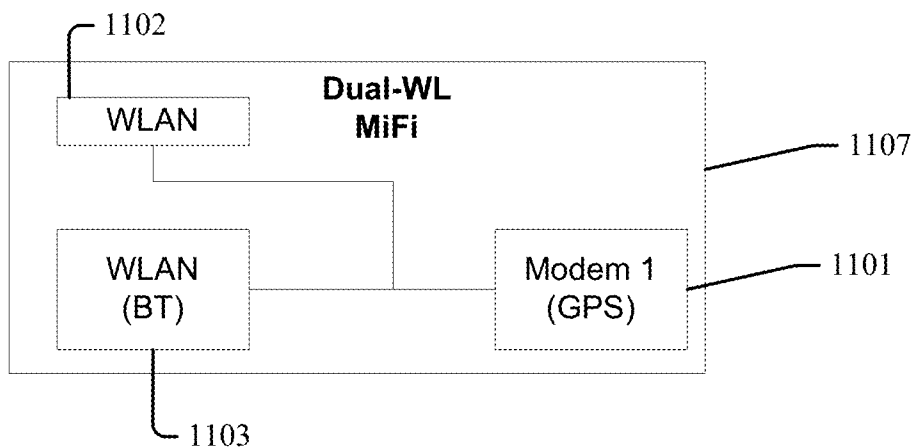 1102
Dual-WL
MiFi
WLAN
1107
WLAN
(BT)
Modem 1
(GPS)
1101
1103